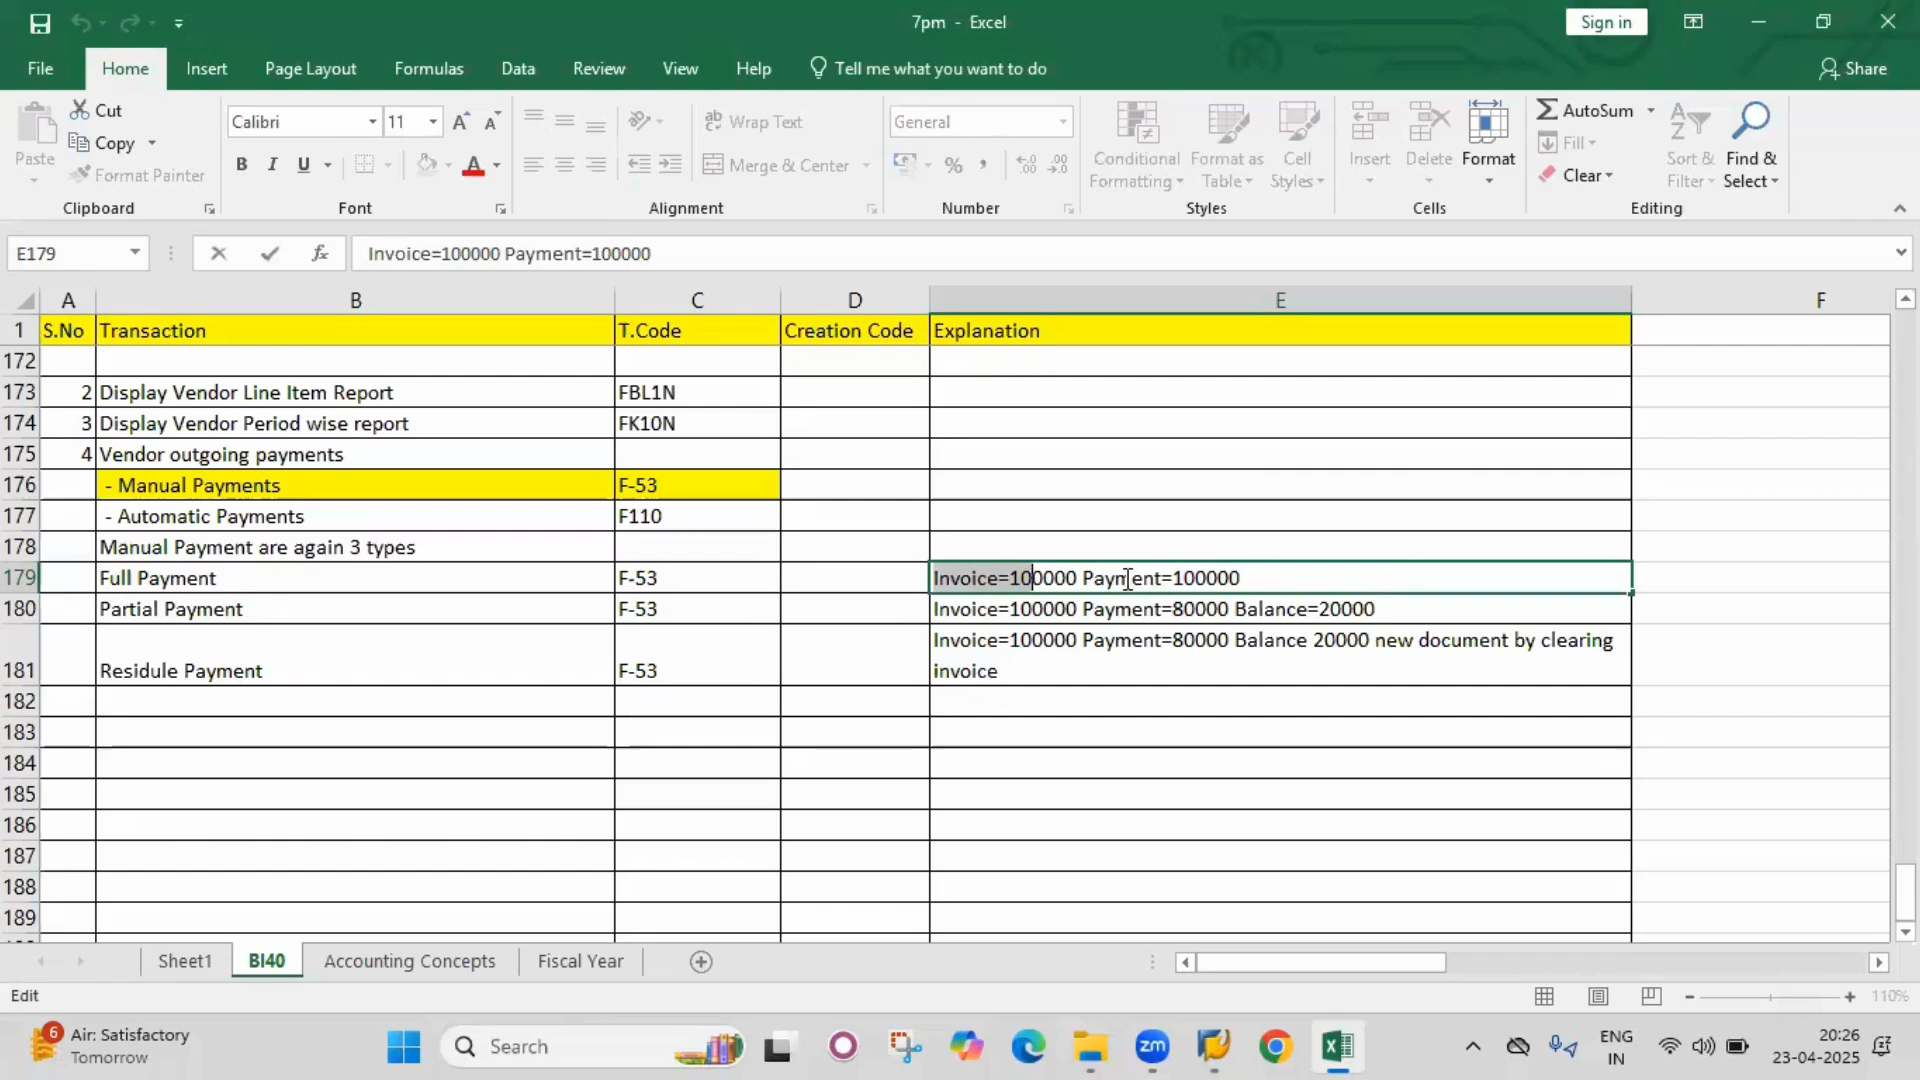 7pm - Excel
Sign in
File Home Insert Page Layout Formulas Data Review View Help Tell me what you want to do Share
Paste
Cut
Copy
Format Painter
Clipboard
Calibri 11
B I U
Font
Wrap Text
Merge & Center
Alignment
General
Number
Conditional Formatting
Format as Table
Cell Styles
Styles
Insert Delete Format
Cells
AutoSum
Fill
Clear
Sort & Filter
Find & Select
Editing
E179 fx Invoice=100000 Payment=100000
A B C D E F
1 S.No Transaction T.Code Creation Code Explanation
172
173 2 Display Vendor Line Item Report FBL1N
174 3 Display Vendor Period wise report FK10N
175 4 Vendor outgoing payments
176 - Manual Payments F-53
177 - Automatic Payments F110
178 Manual Payment are again 3 types
179 Full Payment F-53 Invoice=100000 Payment=100000
180 Partial Payment F-53 Invoice=100000 Payment=80000 Balance=20000
181 Residule Payment F-53 Invoice=100000 Payment=80000 Balance 20000 new document by clearing
invoice
182
183
184
185
186
187
188
189
Sheet1 BI40 Accounting Concepts Fiscal Year
Edit 110%
6 Air: Satisfactory
Tomorrow
Search
zm
ENG
IN
20:26
23-04-2025